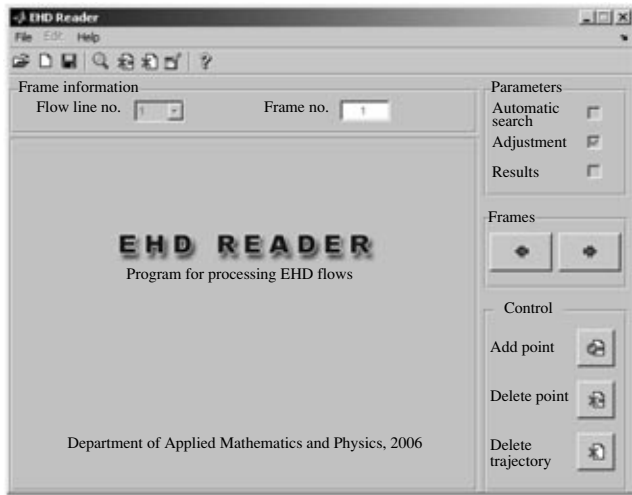 EHD Reader
File Edit Help
Frame information
Flow line no. 1
Frame no. 1
EHD READER
Program for processing EHD flows
Department of Applied Mathematics and Physics, 2006
Parameters
Automatic
search
Adjustment
Results
Frames
Control
Add point
Delete point
Delete
trajectory